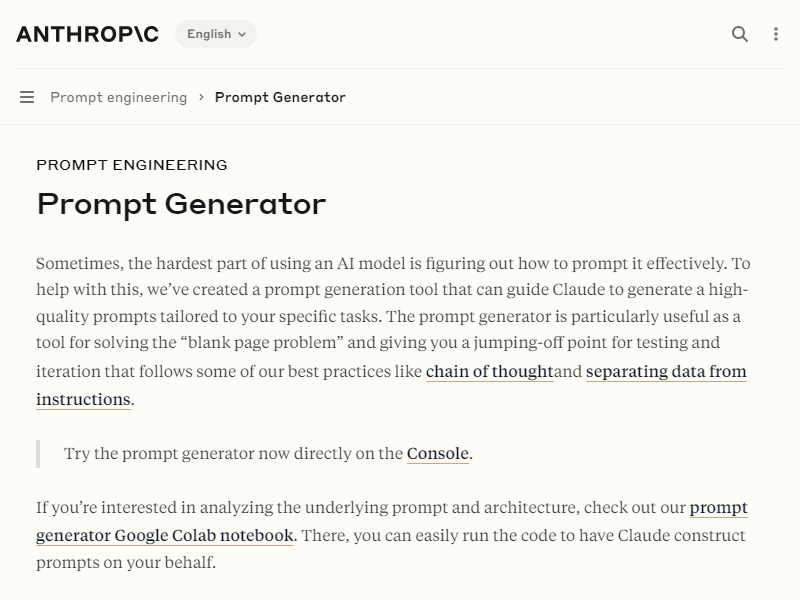 ANTHROP\C
English
Prompt engineering › Prompt Generator
PROMPT ENGINEERING
Prompt Generator
Sometimes, the hardest part of using an AI model is figuring out how to prompt it effectively. To
help with this, we’ve created a prompt generation tool that can guide Claude to generate a high-
quality prompts tailored to your specific tasks. The prompt generator is particularly useful as a
tool for solving the “blank page problem” and giving you a jumping-off point for testing and
iteration that follows some of our best practices like chain of thoughtand separating data from
instructions.
Try the prompt generator now directly on the Console.
If you’re interested in analyzing the underlying prompt and architecture, check out our prompt
generator Google Colab notebook. There, you can easily run the code to have Claude construct
prompts on your behalf.